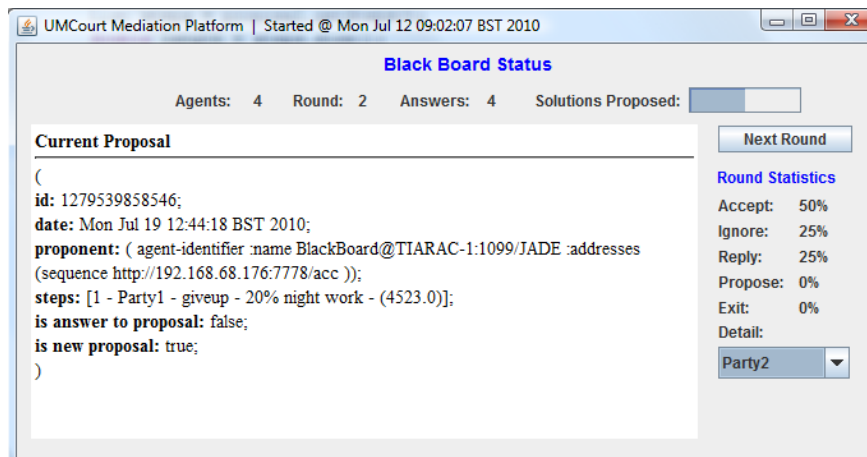 UMCourt Mediation Platform | Started @ Mon Jul 12 09:02:07 BST 2010
Black Board Status
Agents: 4 Round: 2 Answers: 4 Solutions Proposed:
Current Proposal
(
id: 1279539858546;
date: Mon Jul 19 12:44:18 BST 2010;
proponent: ( agent-identifier :name BlackBoard@TIARAC-1:1099/JADE :addresses
(sequence http://192.168.68.176:7778/acc ));
steps: [1 - Party1 - giveup - 20% night work - (4523.0)];
is answer to proposal: false;
is new proposal: true;
)
Next Round
Round Statistics
Accept: 50%
Ignore: 25%
Reply: 25%
Propose: 0%
Exit: 0%
Detail:
Party2